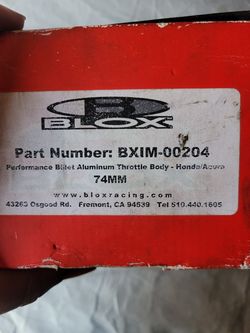 B
BLOX
Part Number: BXIM-00204
Performance Billet Aluminum Throttle Body - Honda/Acura
74MM
www.bloxracing.com
43263 Osgood Rd. Fremont, CA 94539 Tel 510.440.1605